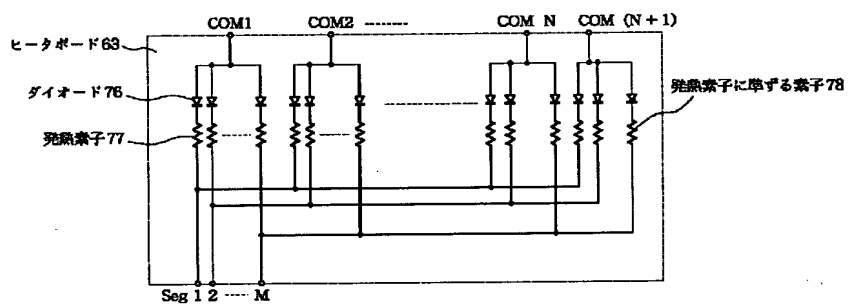 COM1 COM2 -------- COM N COM (N+1)
ヒータボード63
ダイオード76
発熱素子に準ずる素子78
発熱素子77
Seg 1 2 ---- M